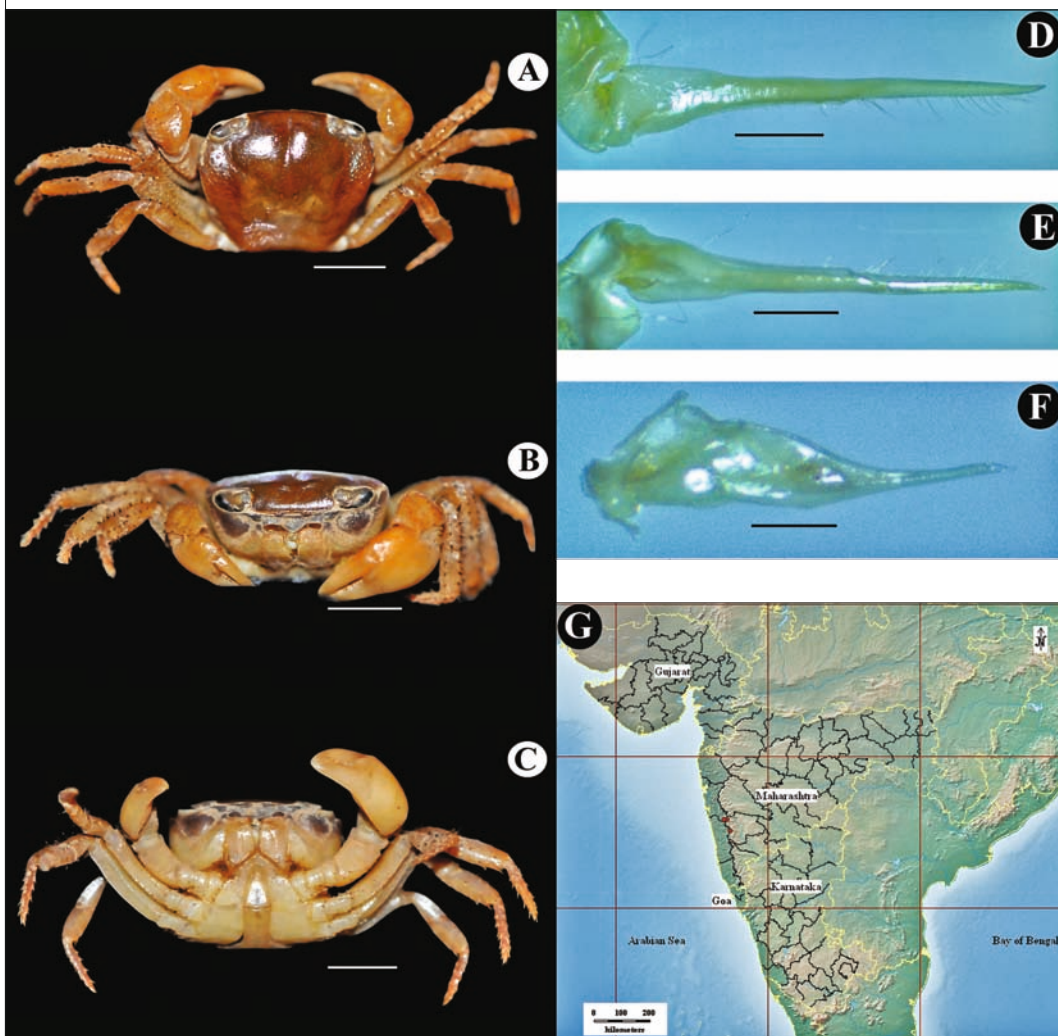 A
B
C
D
E
F
G
N
Gujarat
Maharashtra
Karnataka
Goa
Arabian Sea
Bay of Bengal
0 100 200
kilometers